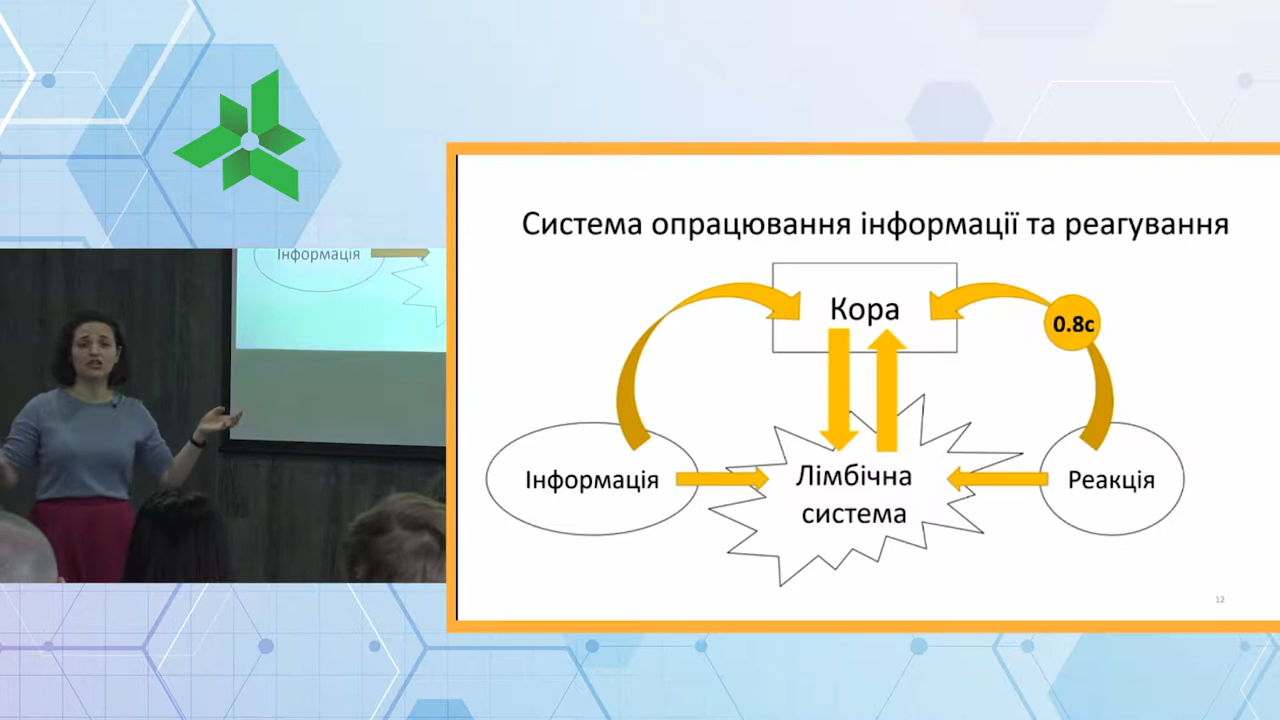 Система опрацювання інформації та реагування
Кора
0.8с
Інформація
Інформація
Лімбічна
система
Реакція
12